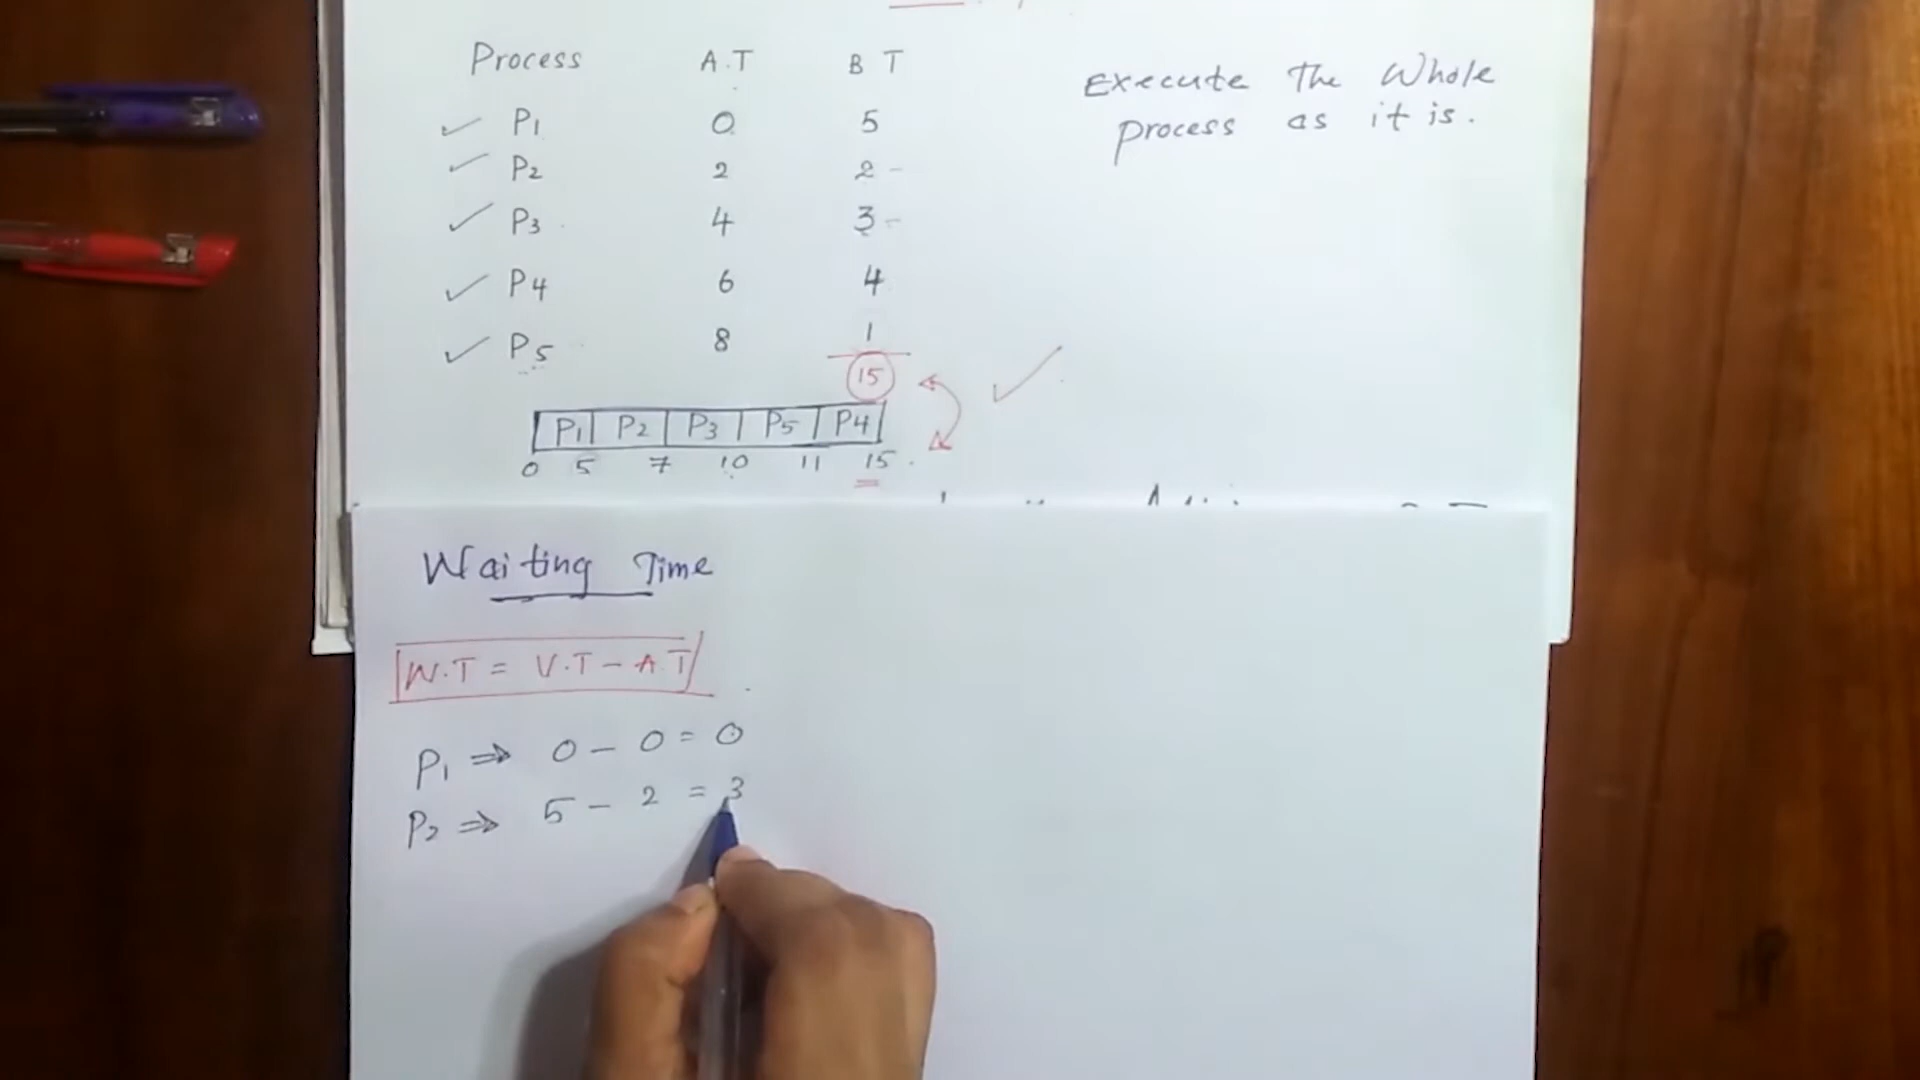 Process A.T B T
P1 0 5
P2 2 2 -
P3 4 3 -
P4 6 4
P5 8 1
15
Execute The Whole
process as it is.
P1 P2 P3 P5 P4
0 5 7 10 11 15
Waiting Time
W.T = V.T - A.T
P1 ⇒ 0 - 0 = 0
P2 ⇒ 5 - 2 = 3